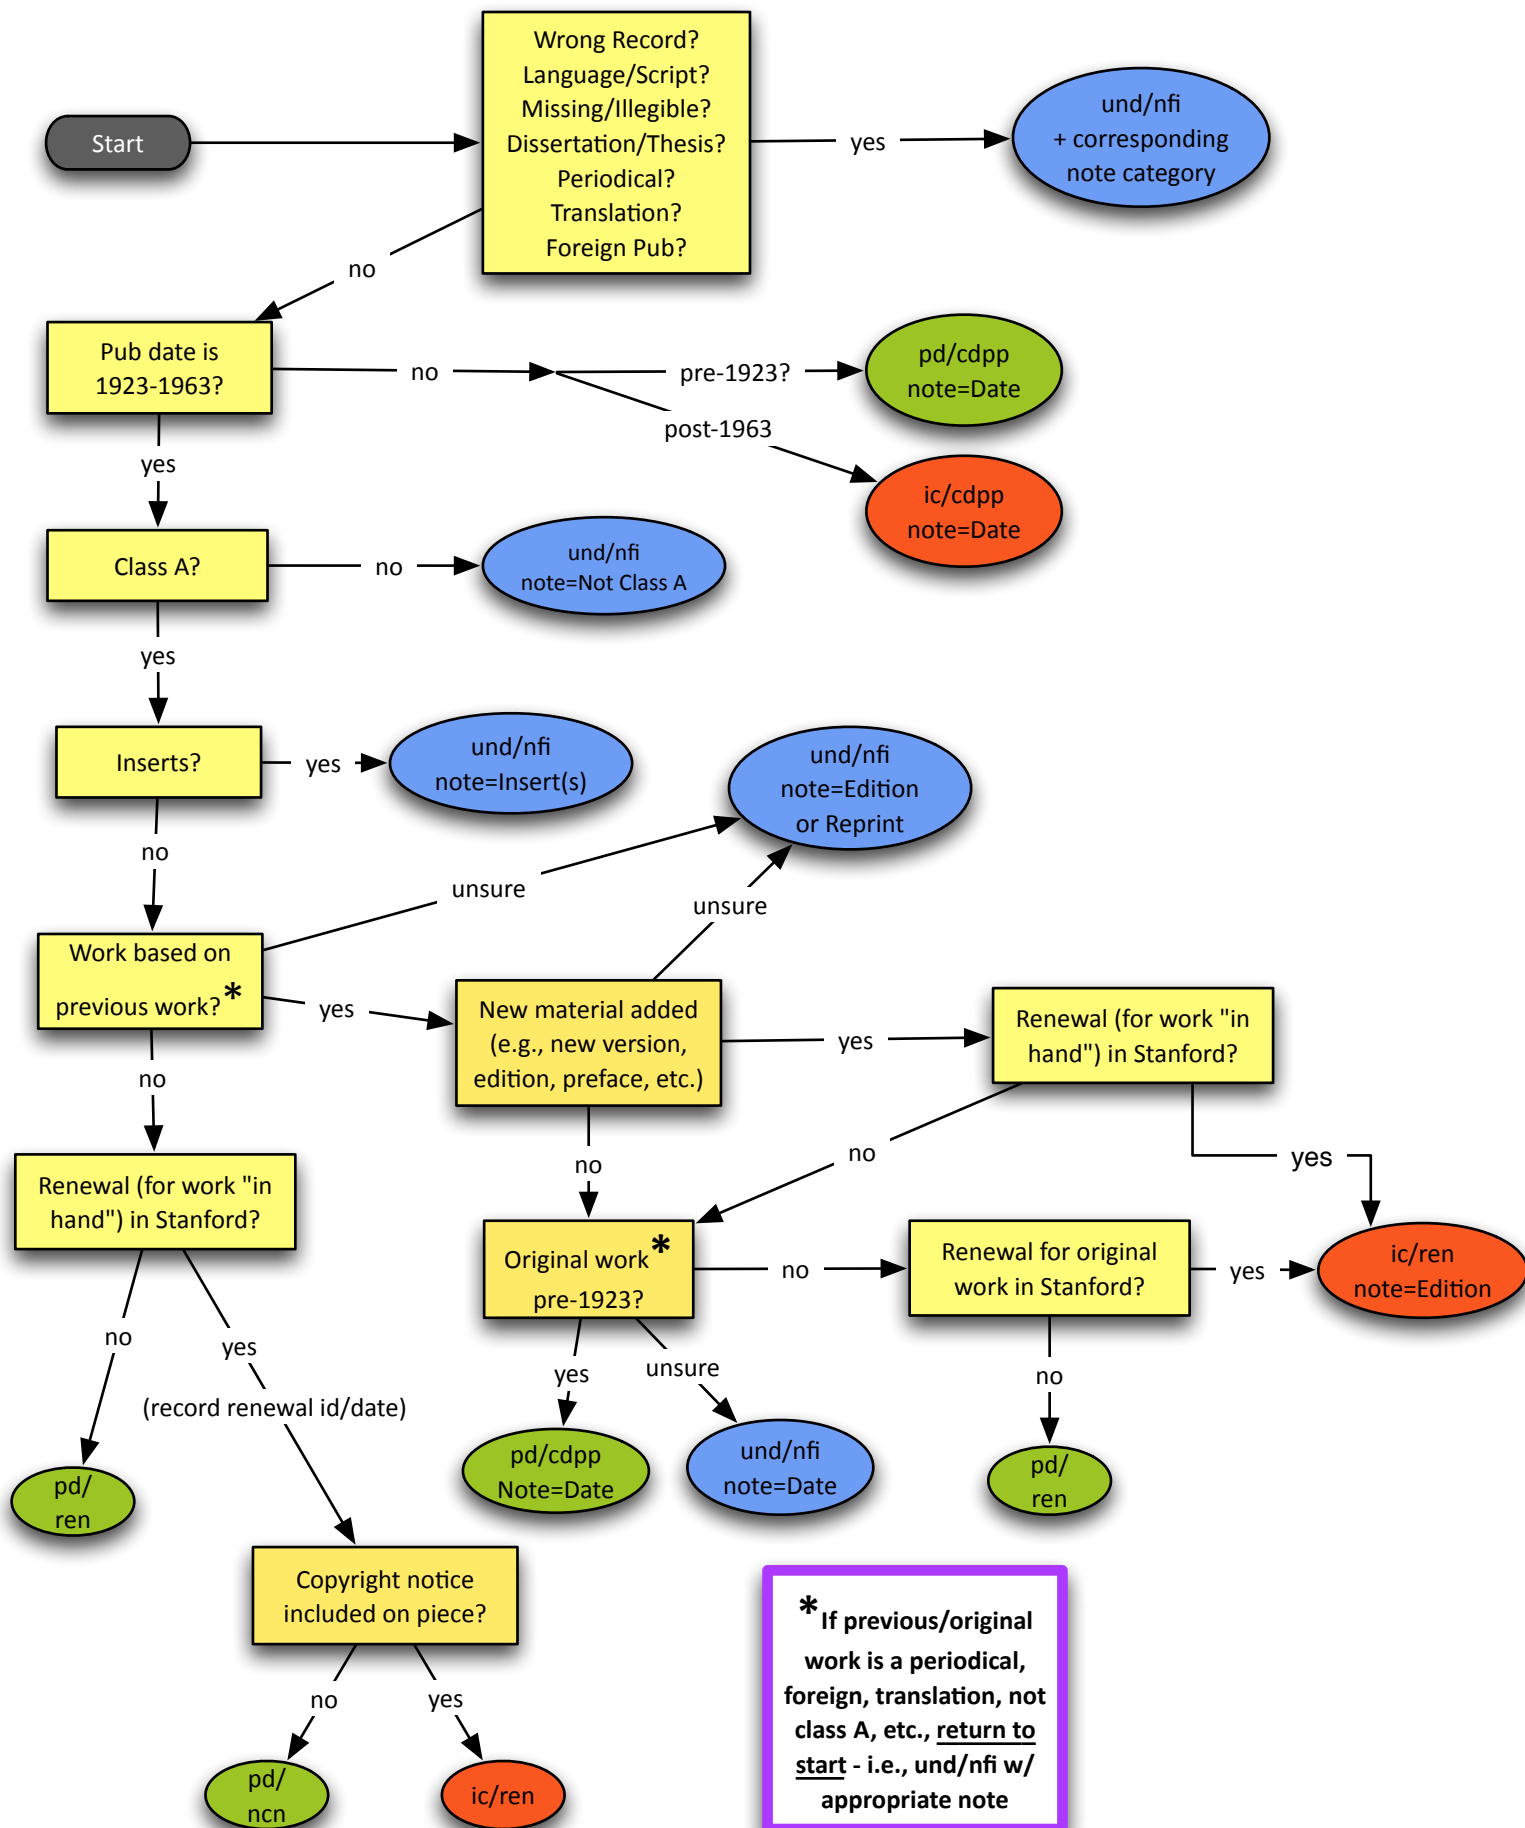 Start
Wrong Record?
Language/Script?
Missing/Illegible?
Dissertation/Thesis?
Periodical?
Translation?
Foreign Pub?
yes
und/nfi
+ corresponding
note category
no
Pub date is
1923-1963?
no
pre-1923?
pd/cdpp
note=Date
post-1963
ic/cdpp
note=Date
yes
Class A?
no
und/nfi
note=Not Class A
yes
Inserts?
yes
und/nfi
note=Insert(s)
und/nfi
note=Edition
or Reprint
no
unsure
unsure
Work based on
previous work?*
yes
New material added
(e.g., new version,
edition, preface, etc.)
yes
Renewal (for work "in
hand") in Stanford?
no
no
no
yes
Renewal (for work "in
hand") in Stanford?
Original work*
pre-1923?
no
Renewal for original
work in Stanford?
yes
ic/ren
note=Edition
no
yes
(record renewal id/date)
yes
unsure
no
pd/
ren
pd/cdpp
Note=Date
und/nfi
note=Date
pd/
ren
Copyright notice
included on piece?
no
yes
pd/
ncn
ic/ren
*If previous/original
work is a periodical,
foreign, translation, not
class A, etc., return to
start - i.e., und/nfi w/
appropriate note